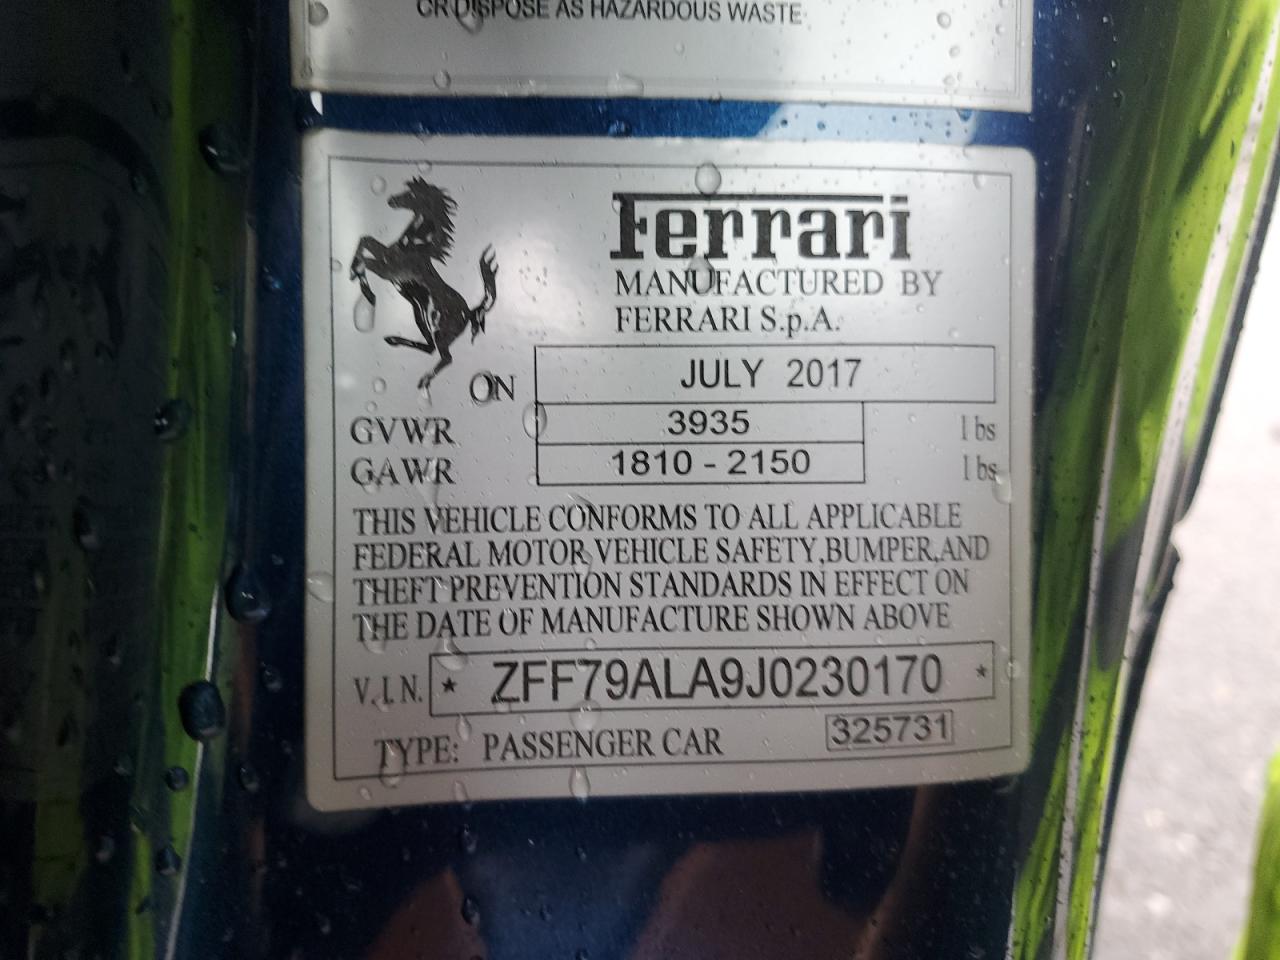 OR DISPOSE AS HAZARDOUS WASTE
Ferrari
MANUFACTURED BY
FERRARI S.p.A.
ON JULY 2017
GVWR 3935 lbs
GAWR 1810 - 2150 lbs
THIS VEHICLE CONFORMS TO ALL APPLICABLE
FEDERAL MOTOR VEHICLE SAFETY,BUMPER,AND
THEFT PREVENTION STANDARDS IN EFFECT ON
THE DATE OF MANUFACTURE SHOWN ABOVE
V.I.N. * ZFF79ALA9J0230170 *
TYPE: PASSENGER CAR 325731